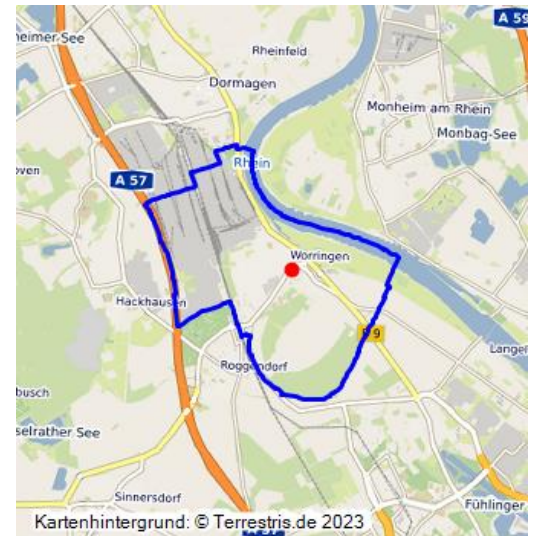 A 59
heimer-See
Rheinfeld
Dormagen
Monheim am Rhein
Monbag-See
Rhein
oven
A 57
Worringen
Hackhausen
9
Langel
Roggendorf
busch
selrather See
Sinnersdorf
Fühlinger
Kartenhintergrund: © Terrestris.de 2023